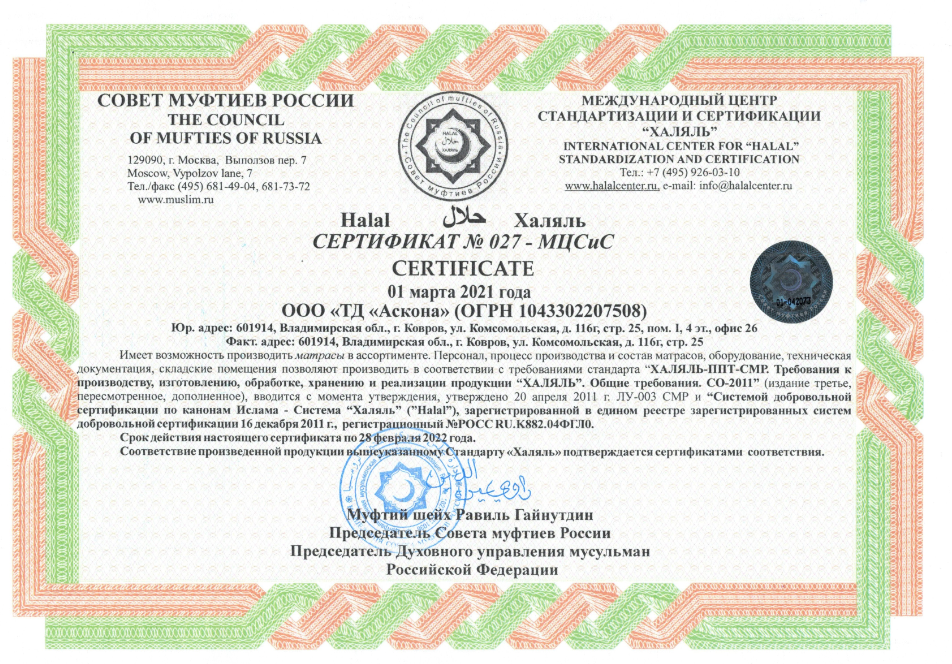 СОВЕТ МУФТИЕВ РОССИИ
THE COUNCIL
OF MUFTIES OF RUSSIA
129090, г. Москва, Выползов пер. 7
Moscow, Vypolzov lane, 7
Тел./факс (495) 681-49-04, 681-73-72
www.muslim.ru
The Council of mufties of Russia
Совет муфтиев России
HALAL
حلال
ХАЛЯЛЬ
МЕЖДУНАРОДНЫЙ ЦЕНТР
СТАНДАРТИЗАЦИИ И СЕРТИФИКАЦИИ
“ХАЛЯЛЬ”
INTERNATIONAL CENTER FOR “HALAL”
STANDARDIZATION AND CERTIFICATION
Тел.: +7 (495) 926-03-10
www.halalcenter.ru, e-mail: info@halalcenter.ru
Halal حلال Халяль
СЕРТИФИКАТ № 027 - МЦСиС
CERTIFICATE
01 марта 2021 года
ООО «ТД «Аскона» (ОГРН 1043302207508)
Юр. адрес: 601914, Владимирская обл., г. Ковров, ул. Комсомольская, д. 116г, стр. 25, пом. I, 4 эт., офис 26
Факт. адрес: 601914, Владимирская обл., г. Ковров, ул. Комсомольская, д. 116г, стр. 25
Имеет возможность производить матрасы в ассортименте. Персонал, процесс производства и состав матрасов, оборудование, техническая
документация, складские помещения позволяют производить в соответствии с требованиями стандарта “ХАЛЯЛЬ-ППТ-СМР. Требования к
производству, изготовлению, обработке, хранению и реализации продукции “ХАЛЯЛЬ”. Общие требования. СО-2011” (издание третье,
пересмотренное, дополненное), вводится с момента утверждения, утверждено 20 апреля 2011 г. ЛУ-003 СМР и “Системой добровольной
сертификации по канонам Ислама - Система “Халяль” (”Halal”), зарегистрированной в едином реестре зарегистрированных систем
добровольной сертификации 16 декабря 2011 г., регистрационный №РОСС RU.К882.04ФГЛ0.
Срок действия настоящего сертификата по 28 февраля 2022 года.
Соответствие произведенной продукции вышеуказанному Стандарту «Халяль» подтверждается сертификатами соответствия.
Муфтий шейх Равиль Гайнутдин
Председатель Совета муфтиев России
Председатель Духовного управления мусульман
Российской Федерации